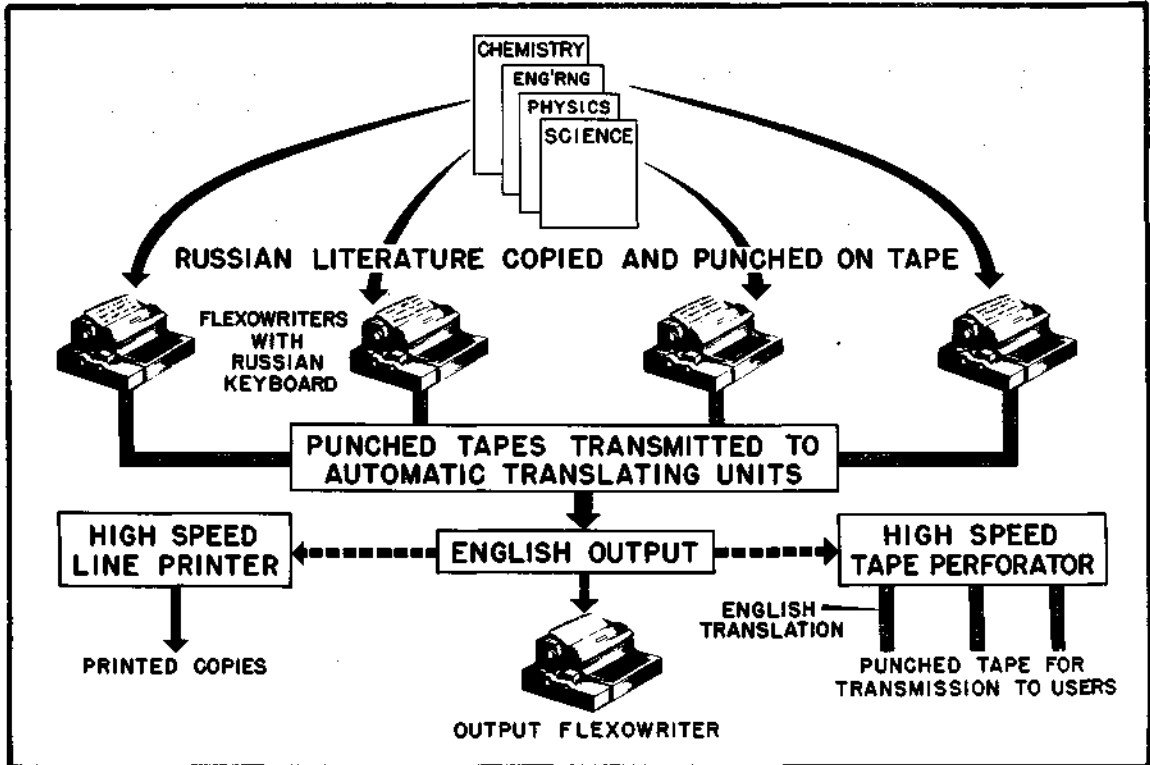 CHEMISTRY
ENG'RNG
PHYSICS
SCIENCE
RUSSIAN LITERATURE COPIED AND PUNCHED ON TAPE
FLEXOWRITERS
WITH
RUSSIAN
KEYBOARD
PUNCHED TAPES TRANSMITTED TO
AUTOMATIC TRANSLATING UNITS
HIGH SPEED
LINE PRINTER
ENGLISH OUTPUT
HIGH SPEED
TAPE PERFORATOR
ENGLISH
TRANSLATION
PRINTED COPIES
PUNCHED TAPE FOR
TRANSMISSION TO USERS
OUTPUT FLEXOWRITER